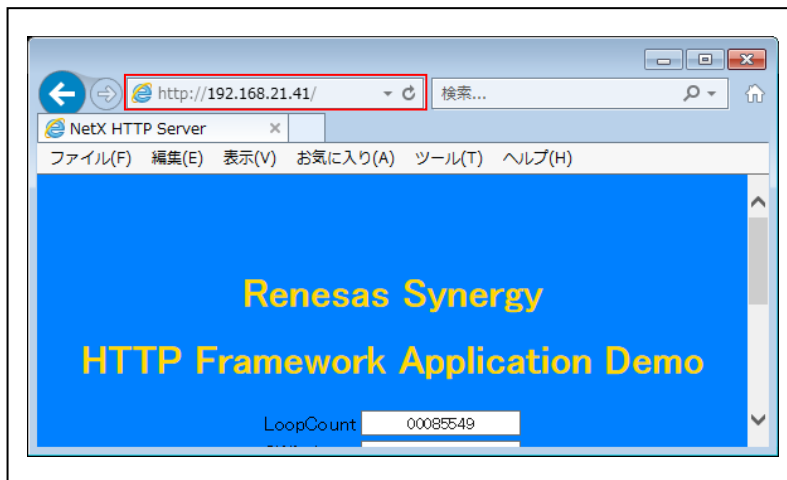 http://192.168.21.41/
検索...
NetX HTTP Server
ファイル(F) 編集(E) 表示(V) お気に入り(A) ツール(T) ヘルプ(H)
Renesas Synergy
HTTP Framework Application Demo
LoopCount 00085549